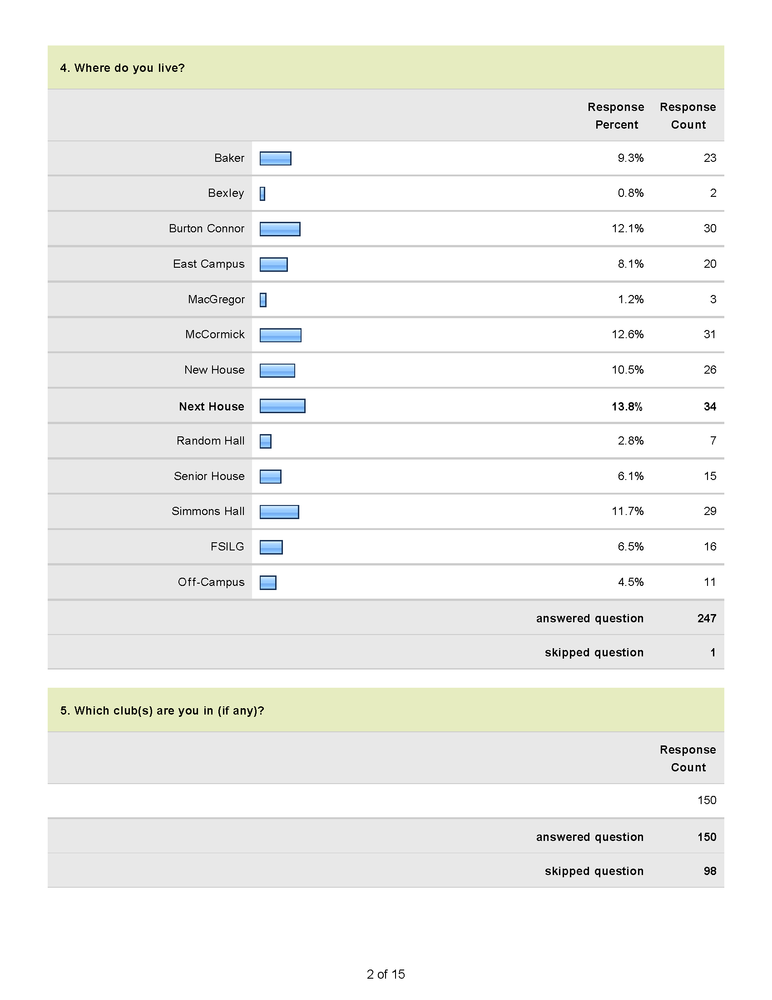 4. Where do you live?
Response Response
Percent Count
Baker 9.3% 23
Bexley 0.8% 2
Burton Connor 12.1% 30
East Campus 8.1% 20
MacGregor 1.2% 3
McCormick 12.6% 31
New House 10.5% 26
Next House 13.8% 34
Random Hall 2.8% 7
Senior House 6.1% 15
Simmons Hall 11.7% 29
FSILG 6.5% 16
Off-Campus 4.5% 11
answered question 247
skipped question 1
5. Which club(s) are you in (if any)?
Response
Count
150
answered question 150
skipped question 98
2 of 15